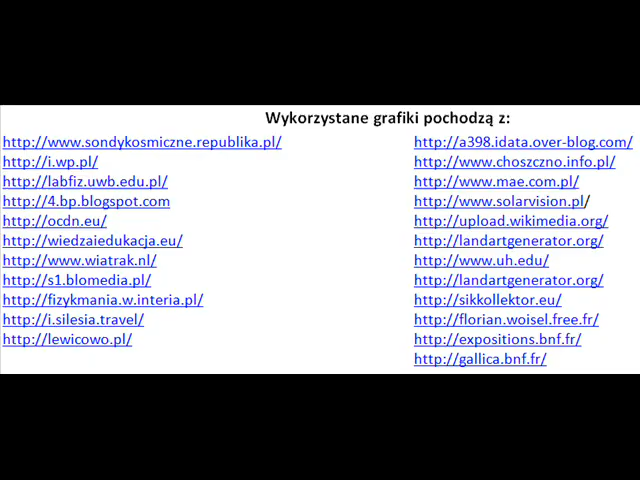 Wykorzystane grafiki pochodzą z:
http://www.sondykosmiczne.republika.pl/
http://i.wp.pl/
http://labfiz.uwb.edu.pl/
http://4.bp.blogspot.com
http://ocdn.eu/
http://wiedzaiedukacja.eu/
http://www.wiatrak.nl/
http://s1.blomedia.pl/
http://fizykmania.w.interia.pl/
http://i.silesia.travel/
http://lewicowo.pl/
http://a398.idata.over-blog.com/
http://www.choszczno.info.pl/
http://www.mae.com.pl/
http://www.solarvision.pl/
http://upload.wikimedia.org/
http://landartgenerator.org/
http://www.uh.edu/
http://landartgenerator.org/
http://sikkollektor.eu/
http://florian.woisel.free.fr/
http://expositions.bnf.fr/
http://gallica.bnf.fr/